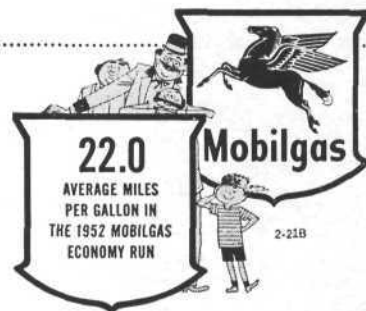 22.0
AVERAGE MILES
PER GALLON IN
THE 1952 MOBILGAS
ECONOMY RUN
Mobilgas
2-21B